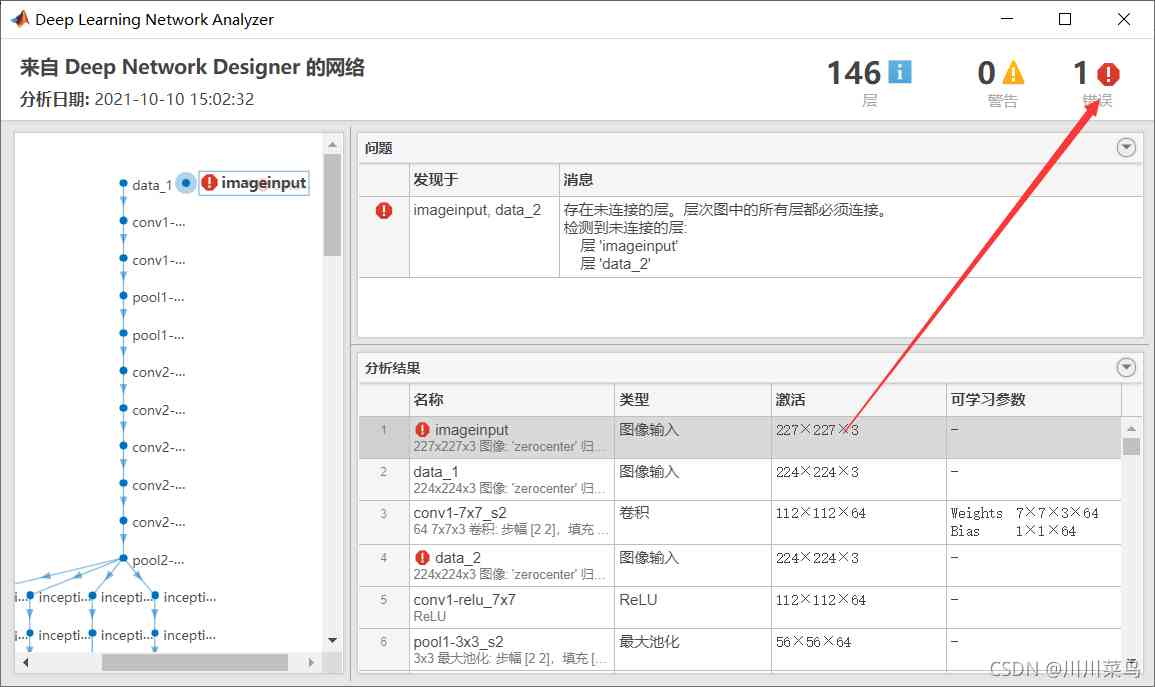 Deep Learning Network Analyzer
来自 Deep Network Designer 的网络
分析日期: 2021-10-10 15:02:32
146
层
0
警告
1
错误
data_1
imageinput
conv1-...
conv1-...
pool1-...
pool1-...
conv2-...
conv2-...
conv2-...
conv2-...
conv2-...
pool2-...
i...
incepti...
incepti...
incepti...
i...
incepti...
incepti...
incepti...
问题
发现于 消息
imageinput, data_2
存在未连接的层。层次图中的所有层都必须连接。
检测到未连接的层:
层 'imageinput'
层 'data_2'
分析结果
名称 类型 激活 可学习参数
1 imageinput 图像输入 227×227×3 -
227x227x3 图像: 'zerocenter' 归...
2 data_1 图像输入 224×224×3 -
224x224x3 图像: 'zerocenter' 归...
3 conv1-7x7_s2 卷积 112×112×64 Weights 7×7×3×64
64 7x7x3 卷积: 步幅 [2 2]，填充 ... Bias 1×1×64
4 data_2 图像输入 224×224×3 -
224x224x3 图像: 'zerocenter' 归...
5 conv1-relu_7x7 ReLU 112×112×64 -
ReLU
6 pool1-3x3_s2 最大池化 56×56×64 -
3x3 最大池化: 步幅 [2 2]，填充 [...
CSDN @川川菜鸟